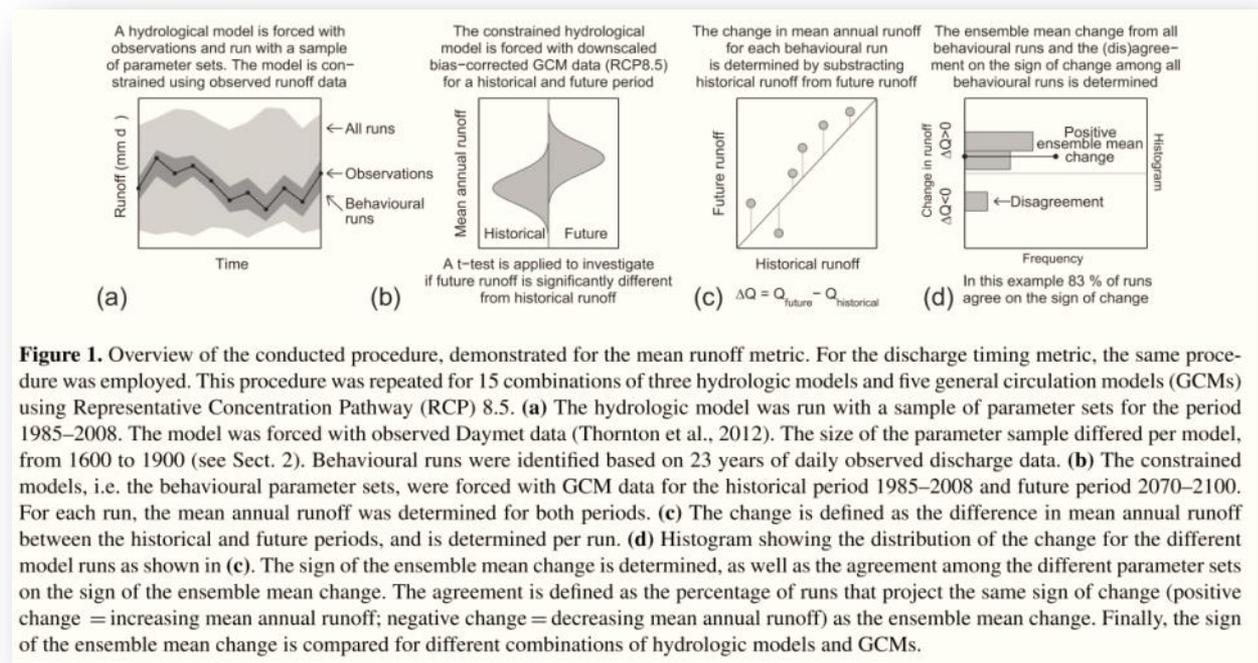 A hydrological model is forced with
observations and run with a sample
of parameter sets. The model is con-
strained using observed runoff data
Runoff (mm d )
←All runs
←Observations
Behavioural
runs
Time
(a)
The constrained hydrological
model is forced with downscaled
bias-corrected GCM data (RCP8.5)
for a historical and future period
Mean annual runoff
Historical
Future
A t-test is applied to investigate
if future runoff is significantly different
from historical runoff
(b)
The change in mean annual runoff
for each behavioural run
is determined by substracting
historical runoff from future runoff
Future runoff
Historical runoff
(c) ΔQ = Qfuture - Qhistorical
The ensemble mean change from all
behavioural runs and the (dis)agree-
ment on the sign of change among all
behavioural runs is determined
Change in runoff
ΔQ<0 ΔQ>0
Positive
ensemble mean
change
←Disagreement
Histogram
Frequency
In this example 83 % of runs
(d) agree on the sign of change
Figure 1. Overview of the conducted procedure, demonstrated for the mean runoff metric. For the discharge timing metric, the same proce-
dure was employed. This procedure was repeated for 15 combinations of three hydrologic models and five general circulation models (GCMs)
using Representative Concentration Pathway (RCP) 8.5. (a) The hydrologic model was run with a sample of parameter sets for the period
1985–2008. The model was forced with observed Daymet data (Thornton et al., 2012). The size of the parameter sample differed per model,
from 1600 to 1900 (see Sect. 2). Behavioural runs were identified based on 23 years of daily observed discharge data. (b) The constrained
models, i.e. the behavioural parameter sets, were forced with GCM data for the historical period 1985–2008 and future period 2070–2100.
For each run, the mean annual runoff was determined for both periods. (c) The change is defined as the difference in mean annual runoff
between the historical and future periods, and is determined per run. (d) Histogram showing the distribution of the change for the different
model runs as shown in (c). The sign of the ensemble mean change is determined, as well as the agreement among the different parameter sets
on the sign of the ensemble mean change. The agreement is defined as the percentage of runs that project the same sign of change (positive
change = increasing mean annual runoff; negative change = decreasing mean annual runoff) as the ensemble mean change. Finally, the sign
of the ensemble mean change is compared for different combinations of hydrologic models and GCMs.